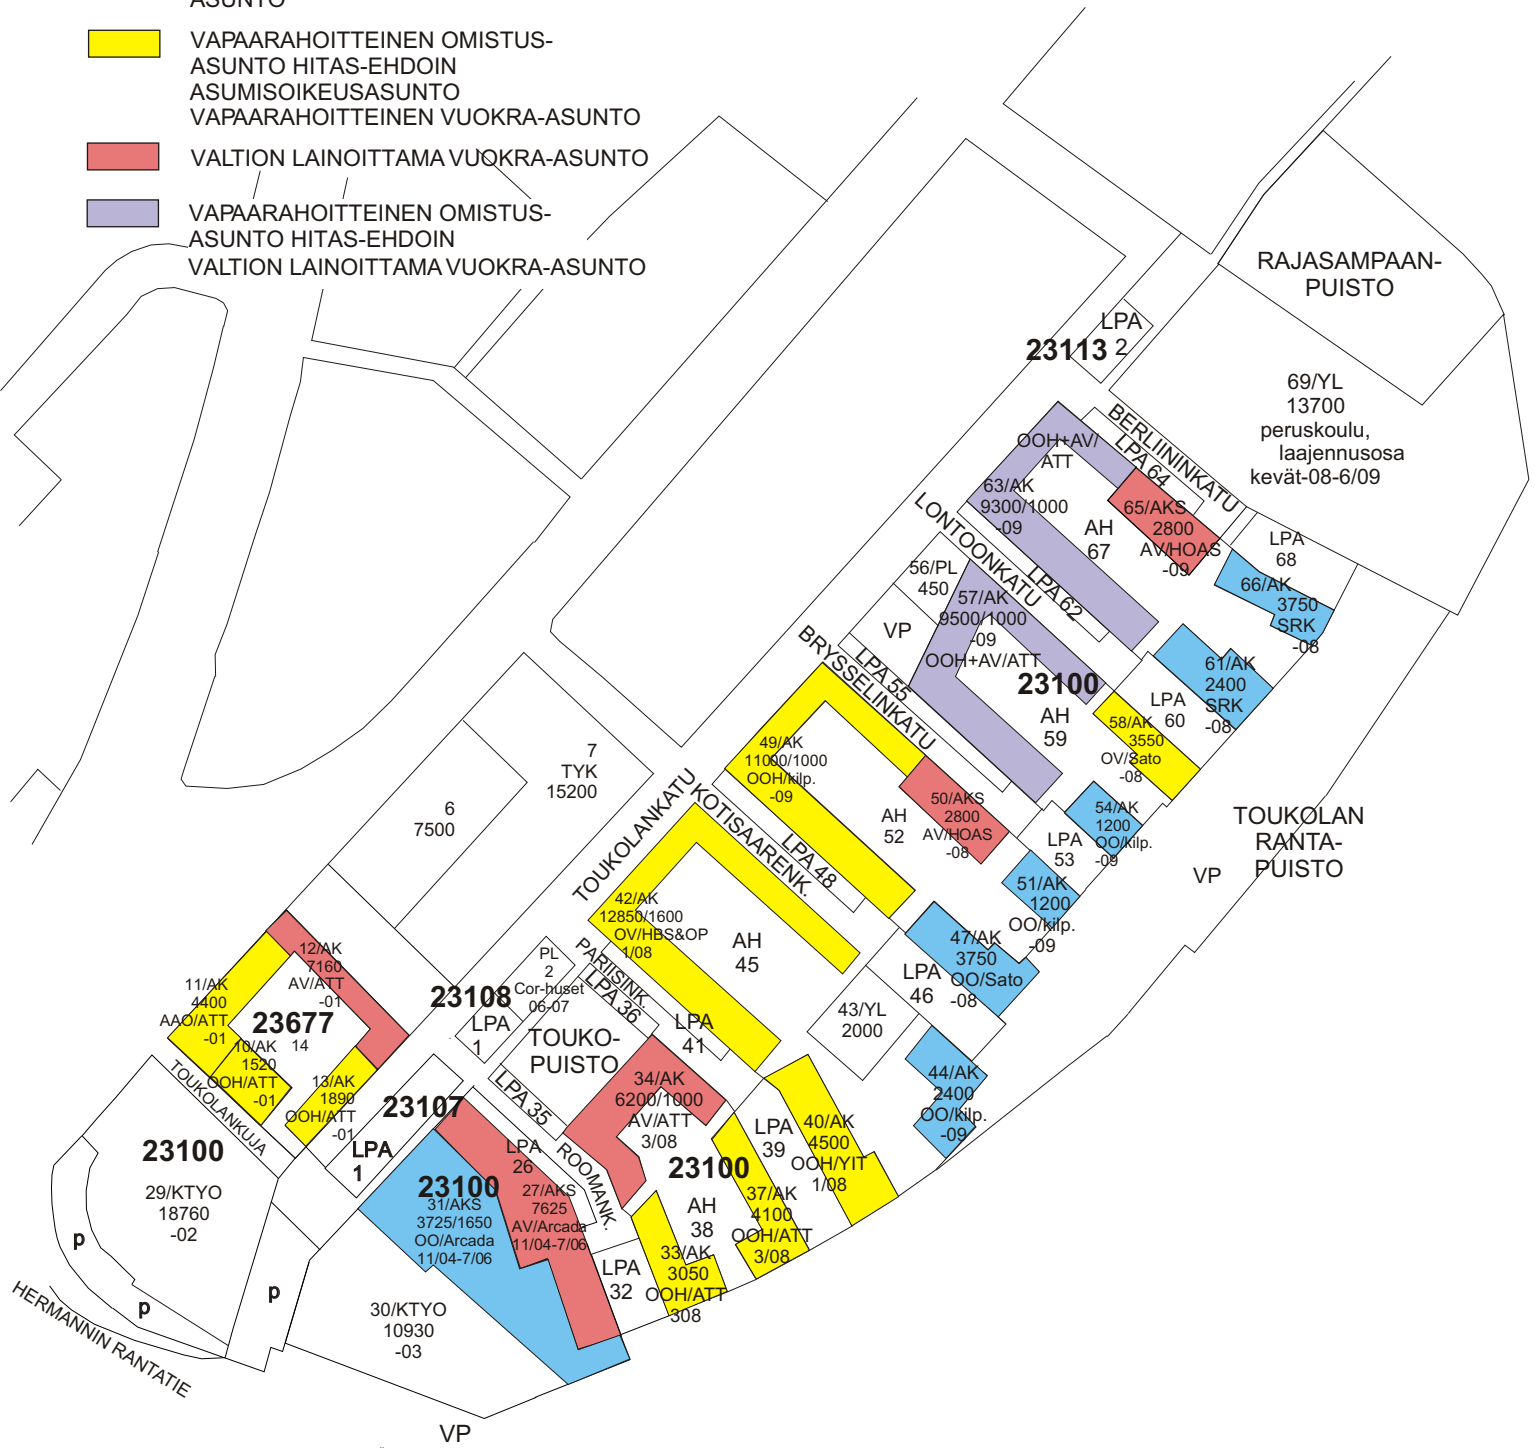 ASUNTO
VAPAARAHOITTEINEN OMISTUS-
ASUNTO HITAS-EHDOIN
ASUMISOIKEUSASUNTO
VAPAARAHOITTEINEN VUOKRA-ASUNTO
VALTION LAINOITTAMA VUOKRA-ASUNTO
VAPAARAHOITTEINEN OMISTUS-
ASUNTO HITAS-EHDOIN
VALTION LAINOITTAMA VUOKRA-ASUNTO
RAJASAMPAAN-
PUISTO
LPA
2
23113
69/YL
13700
peruskoulu,
laajennusosa
kevät-08-6/09
BERLIININKATU
LPA 64
OOH+AV/
ATT
63/AK
9300/1000
-09
65/AKS
2800
AV/HOAS
-09
AH
67
LPA
68
66/AK
3750
SRK
-08
LONTOONKATU
LPA 62
56/PL
450
57/AK
9500/1000
-09
OOH+AV/ATT
VP
LPA 55
23100
AH
59
61/AK
2400
SRK
-08
LPA
60
58/AK
3550
OV/Sato
-08
BRYSSELINKATU
49/AK
11000/1000
OOH/kilp.
-09
50/AKS
2800
AV/HOAS
-08
AH
52
54/AK
1200
OO/kilp.
-09
LPA
53
51/AK
1200
OO/kilp.
-09
TOUKOLAN
RANTA-
PUISTO
VP
7
TYK
15200
6
7500
TOUKOLANKATU
KOTISAARENK.
LPA 48
42/AK
12850/1600
OV/HBS&OP
1/08
AH
45
47/AK
3750
OO/Sato
-08
LPA
46
43/YL
2000
44/AK
2400
OO/kilp.
-09
PARIISINK.
LPA 36
LPA
41
PL
2
Cor-huset
06-07
23108
LPA
1
TOUKO-
PUISTO
LPA 35
12/AK
7160
AV/ATT
-01
11/AK
4400
AAO/ATT
-01
23677
14
10/AK
1520
OOH/ATT
-01
13/AK
1890
OOH/ATT
-01
TOUKOLANKUJA
23107
LPA
1
34/AK
6200/1000
AV/ATT
3/08
23100
AH
38
LPA
39
40/AK
4500
OOH/YIT
1/08
37/AK
4100
OOH/ATT
3/08
33/AK
3050
OOH/ATT
308
ROOMANK.
LPA
26
27/AKS
7625
AV/Arcada
11/04-7/06
23100
31/AKS
3725/1650
OO/Arcada
11/04-7/06
LPA
32
23100
29/KTYO
18760
-02
p
p
p
30/KTYO
10930
-03
HERMANNIN RANTATIE
VP